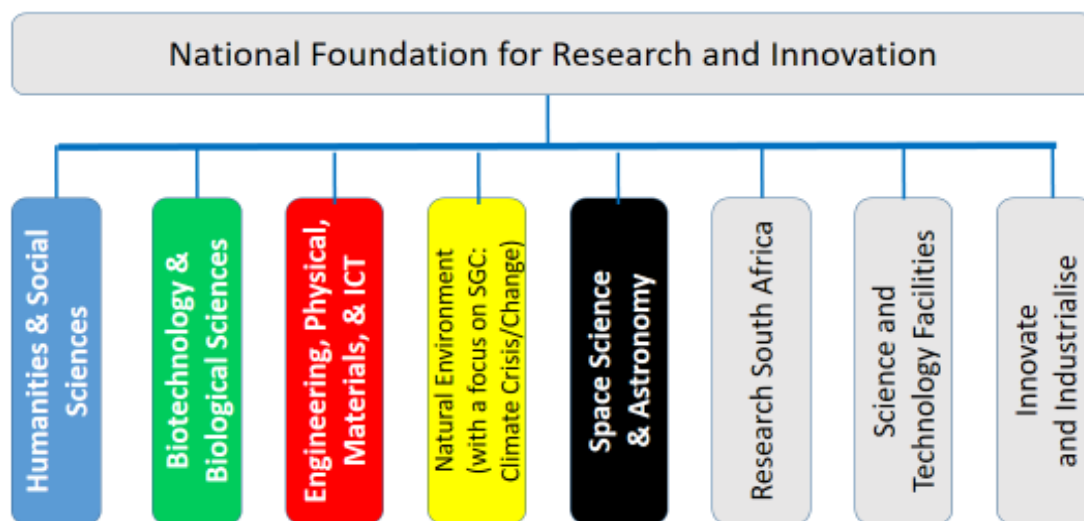 National Foundation for Research and Innovation
Humanities & Social
Sciences
Biotechnology &
Biological Sciences
Engineering, Physical,
Materials, & ICT
Natural Environment
(with a focus on SGC:
Climate Crisis/Change)
Space Science
& Astronomy
Research South Africa
Science and
Technology Facilities
Innovate
and Industrialise